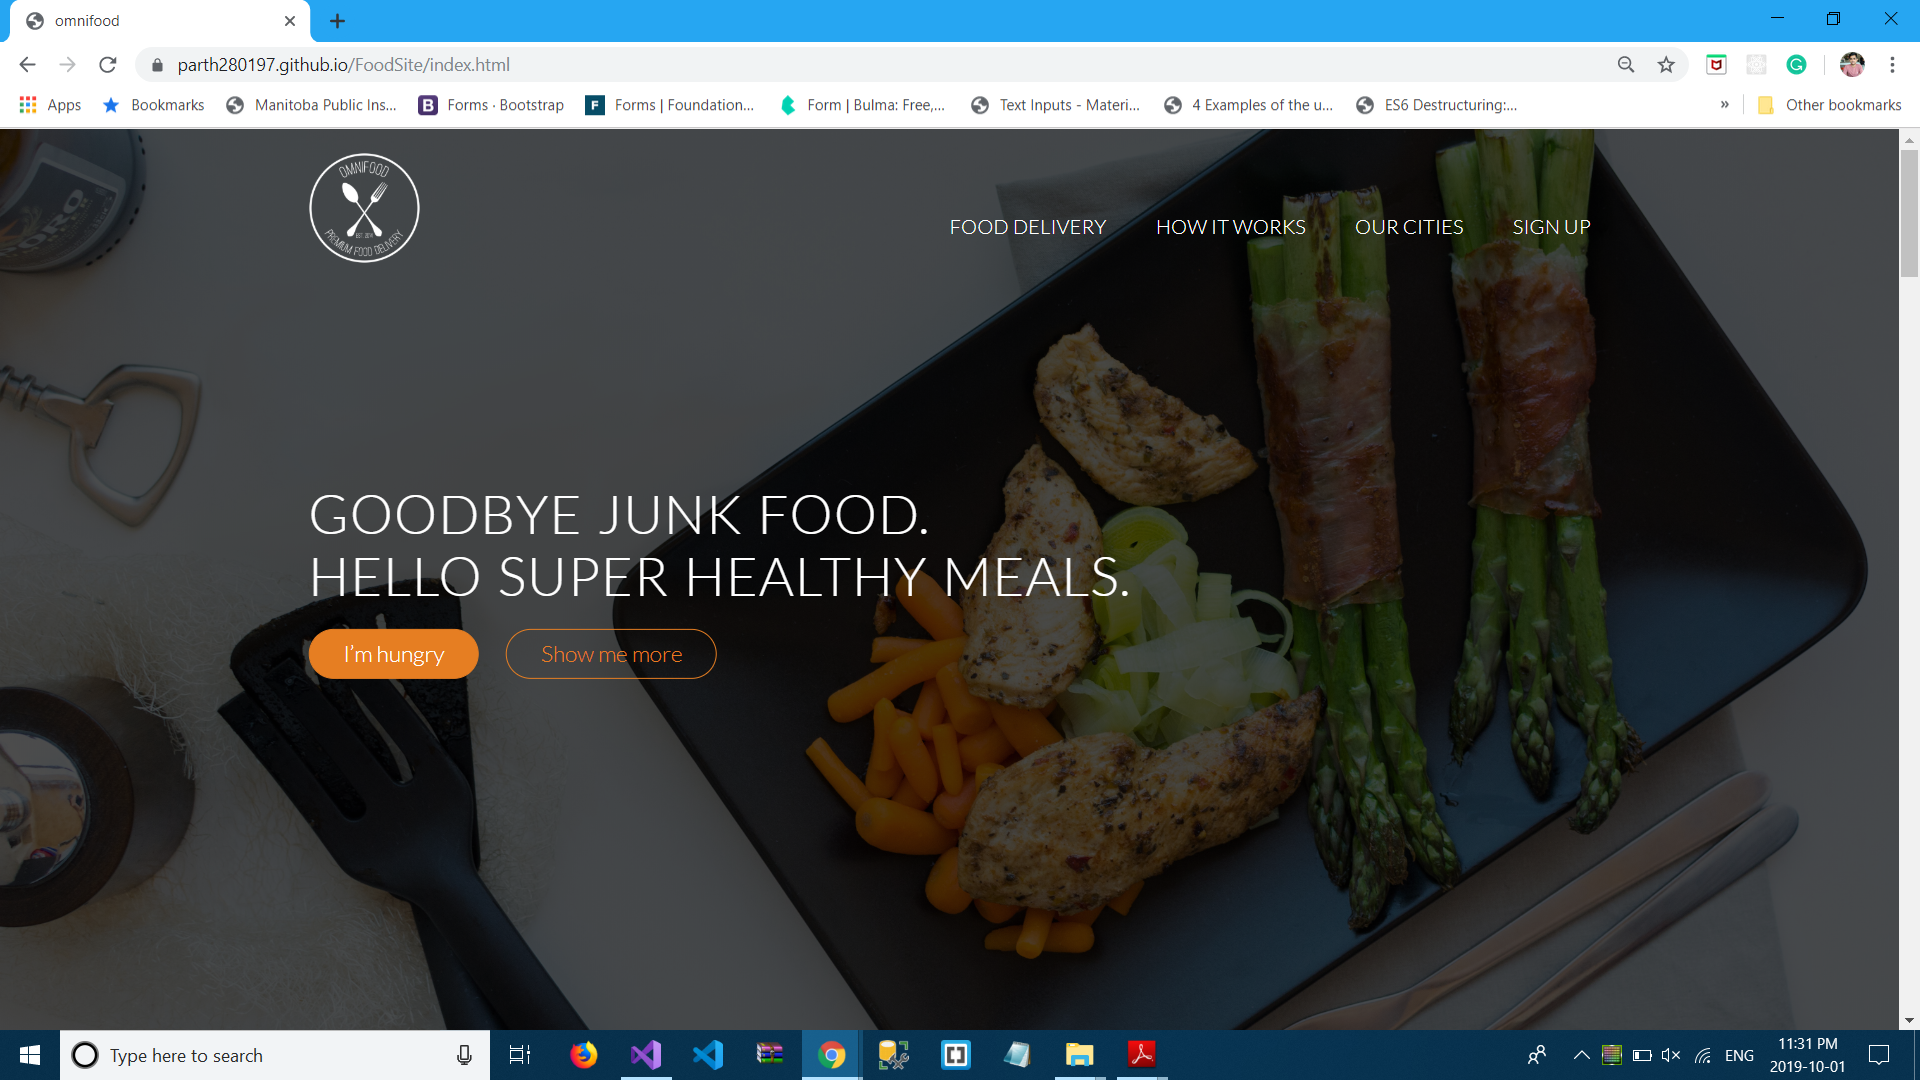 omnifood
parth280197.github.io/FoodSite/index.html
Apps
Bookmarks
Manitoba Public Ins...
B
Forms · Bootstrap
F
Forms | Foundation...
Form | Bulma: Free,...
Text Inputs - Materi...
4 Examples of the u...
ES6 Destructuring:...
»
Other bookmarks
OMNIFOOD
EST. 2014
PREMIUM FOOD DELIVERY
FOOD DELIVERY
HOW IT WORKS
OUR CITIES
SIGN UP
ORO
GOODBYE JUNK FOOD.
HELLO SUPER HEALTHY MEALS.
I'm hungry
Show me more
Type here to search
ENG
11:31 PM
2019-10-01